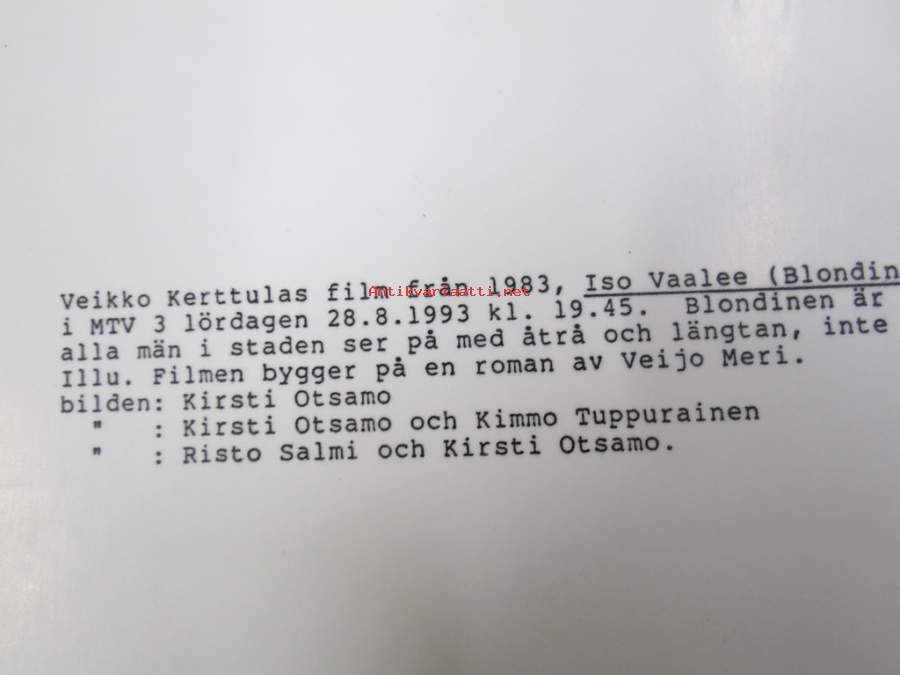 Veikko Kerttulas film från 1983, Iso Vaalee (Blondin
i MTV 3 lördagen 28.8.1993 kl. 19.45. Blondinen är
alla män i staden ser på med åtrå och längtan, inte
Illu. Filmen bygger på en roman av Veijo Meri.
bilden: Kirsti Otsamo
" : Kirsti Otsamo och Kimmo Tuppurainen
" : Risto Salmi och Kirsti Otsamo.
Antikvariaatti.net